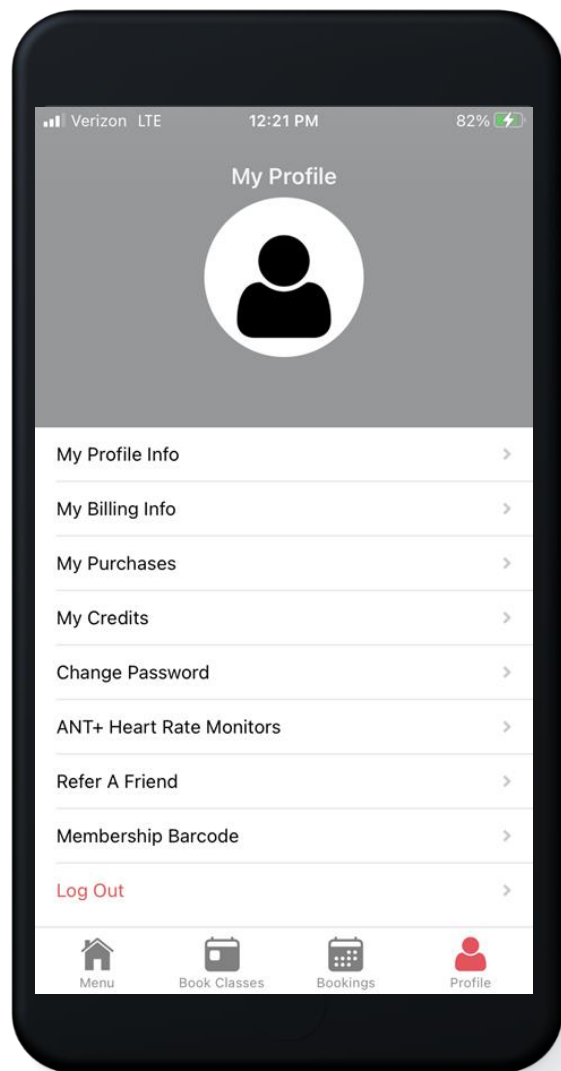 Verizon LTE 12:21 PM 82%
My Profile
My Profile Info
My Billing Info
My Purchases
My Credits
Change Password
ANT+ Heart Rate Monitors
Refer A Friend
Membership Barcode
Log Out
Menu Book Classes Bookings Profile